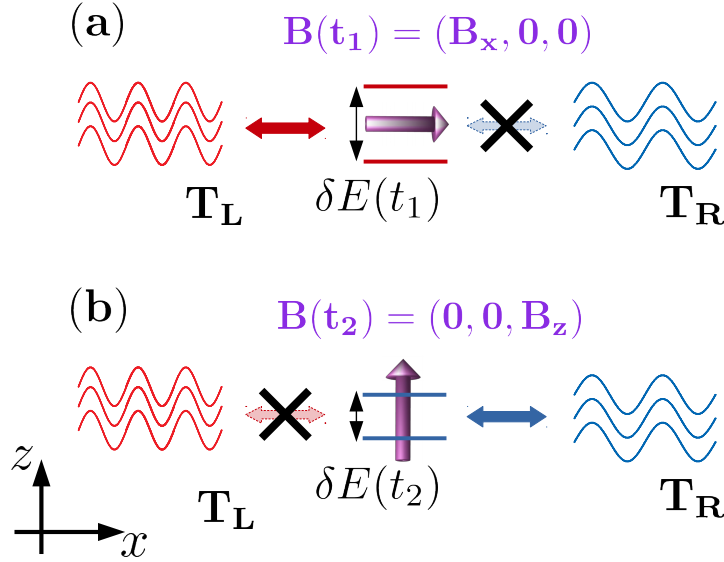 (a)
B(t₁) = (Bₓ, 0, 0)
T_L
δE(t₁)
T_R
(b)
B(t₂) = (0, 0, B_z)
T_L
δE(t₂)
T_R
z
x